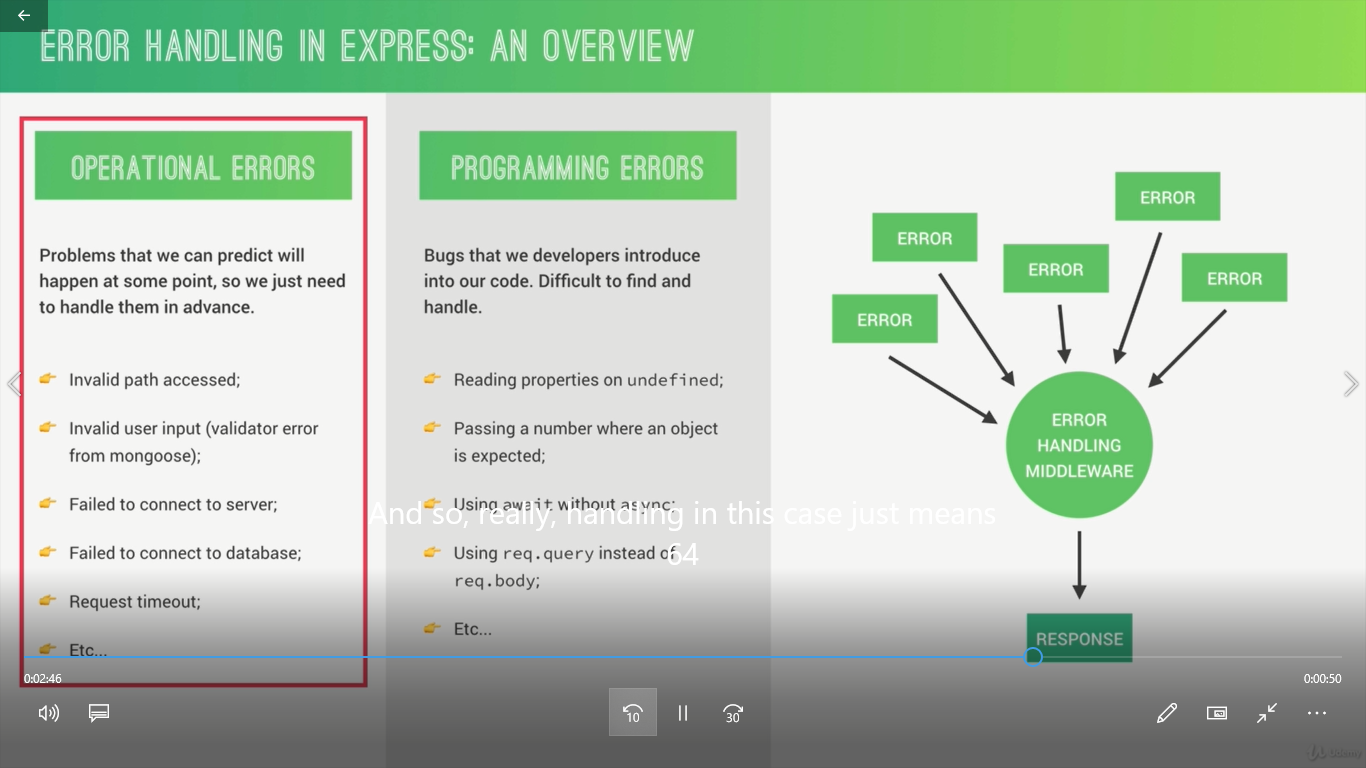 ERROR HANDLING IN EXPRESS: AN OVERVIEW
OPERATIONAL ERRORS
Problems that we can predict will
happen at some point, so we just need
to handle them in advance.
Invalid path accessed;
Invalid user input (validator error
from mongoose);
Failed to connect to server;
Failed to connect to database;
Request timeout;
Etc...
PROGRAMMING ERRORS
Bugs that we developers introduce
into our code. Difficult to find and
handle.
Reading properties on undefined;
Passing a number where an object
is expected;
Using await without async;
Using req.query instead of
req.body;
Etc...
ERROR
ERROR
ERROR
ERROR
ERROR
ERROR
HANDLING
MIDDLEWARE
RESPONSE
And so, really, handling in this case just means
64
0:02:46
0:00:50
10
30
Udemy